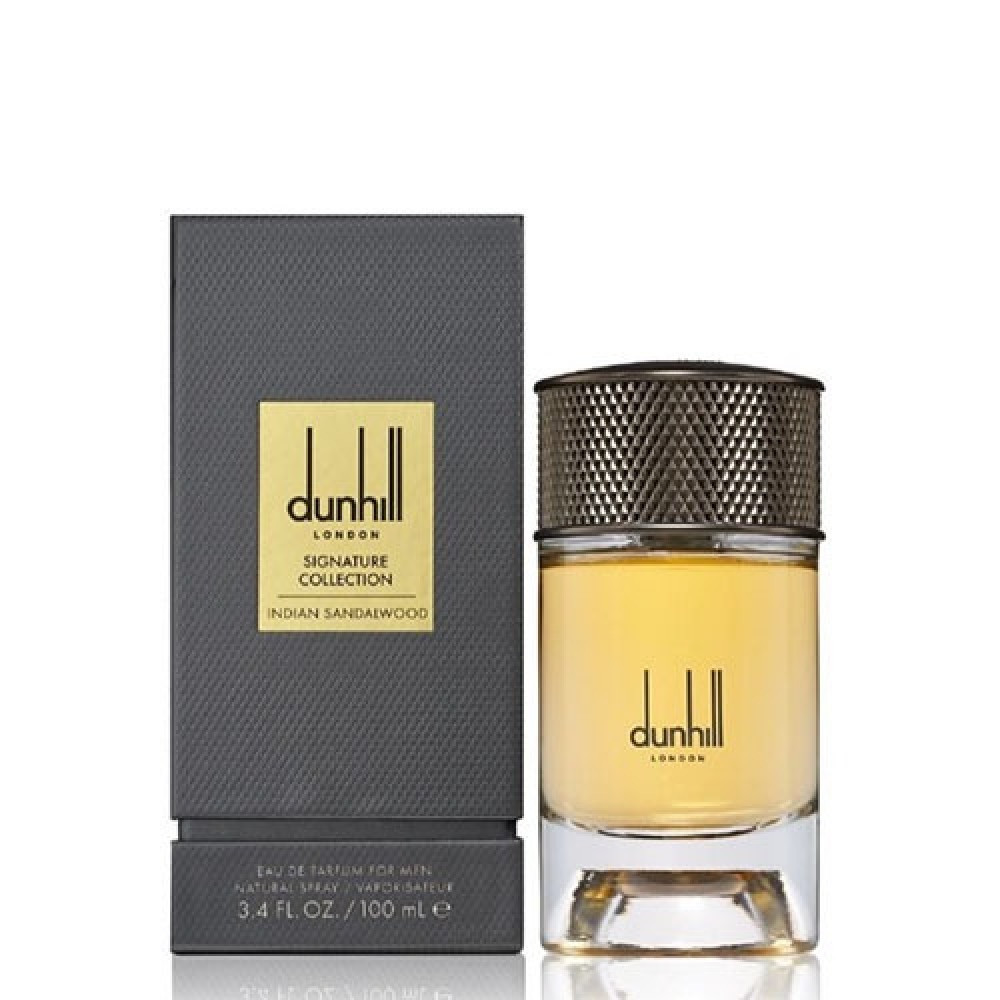 dunhill
LONDON
SIGNATURE
COLLECTION
INDIAN SANDALWOOD
EAU DE PARFUM FOR MEN
NATURAL SPRAY / VAPORISATEUR
3.4 FL. OZ. / 100 mL ℮
dunhill
LONDON